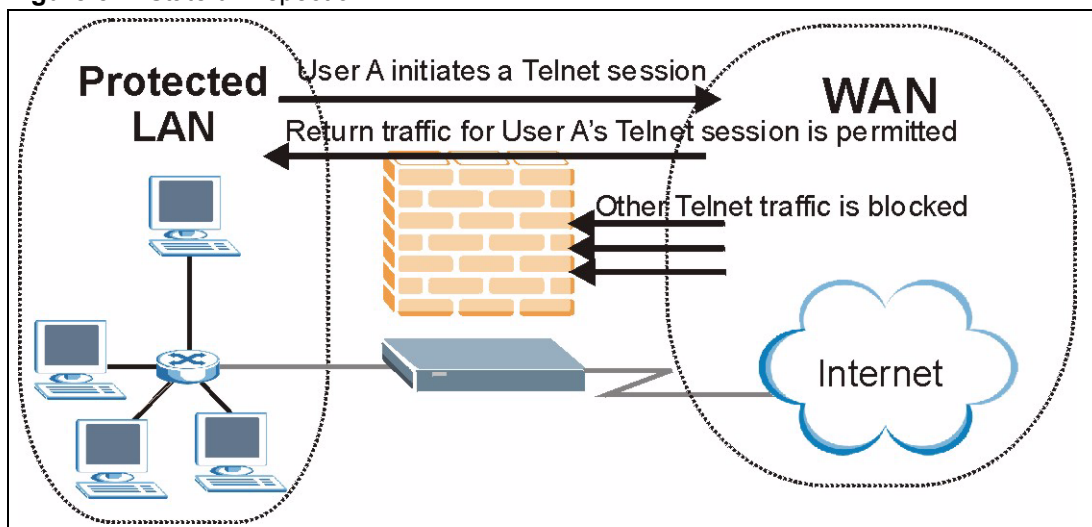 User A initiates a Telnet session
Protected
LAN
WAN
Return traffic for User A's Telnet session is permitted
Other Telnet traffic is blocked
Internet